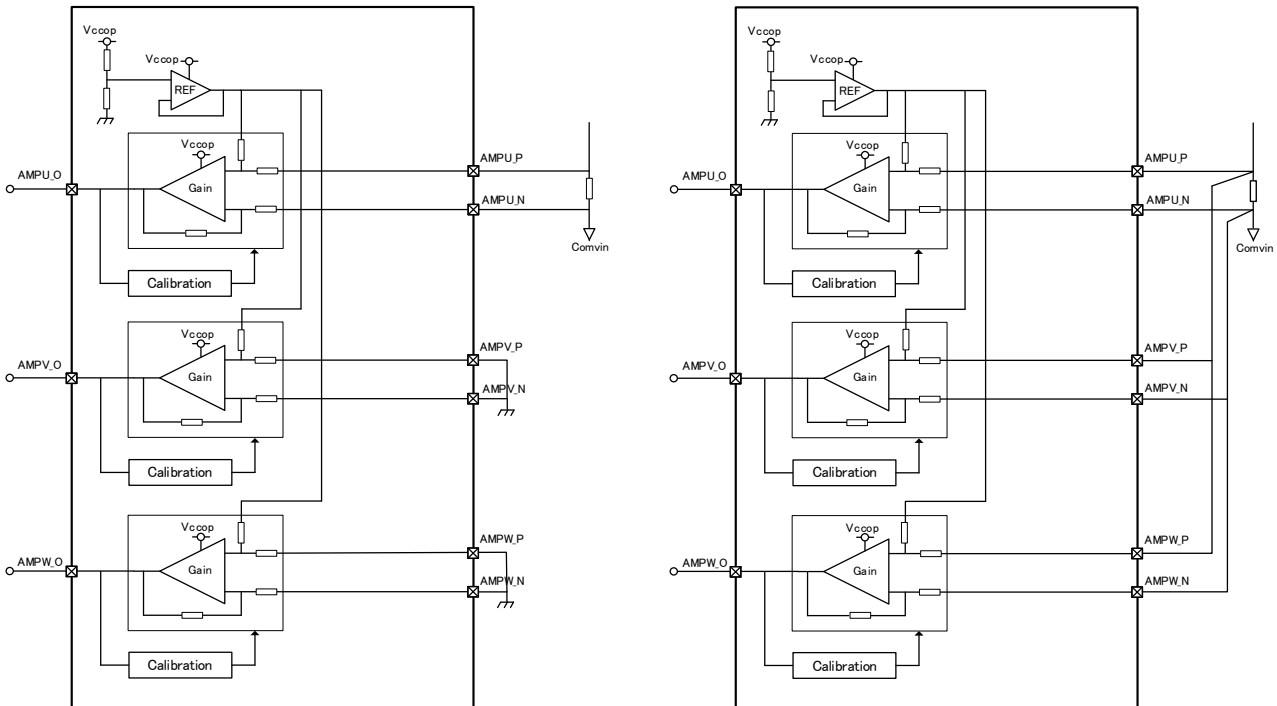 Vccop
Vccop
REF
Vccop
Gain
AMPU_O
AMPU_P
AMPU_N
Comvin
Calibration
Vccop
Gain
AMPV_O
AMPV_P
AMPV_N
Calibration
Vccop
Gain
AMPW_O
AMPW_P
AMPW_N
Calibration
Vccop
Vccop
REF
Vccop
Gain
AMPU_O
AMPU_P
AMPU_N
Comvin
Calibration
Vccop
Gain
AMPV_O
AMPV_P
AMPV_N
Calibration
Vccop
Gain
AMPW_O
AMPW_P
AMPW_N
Calibration